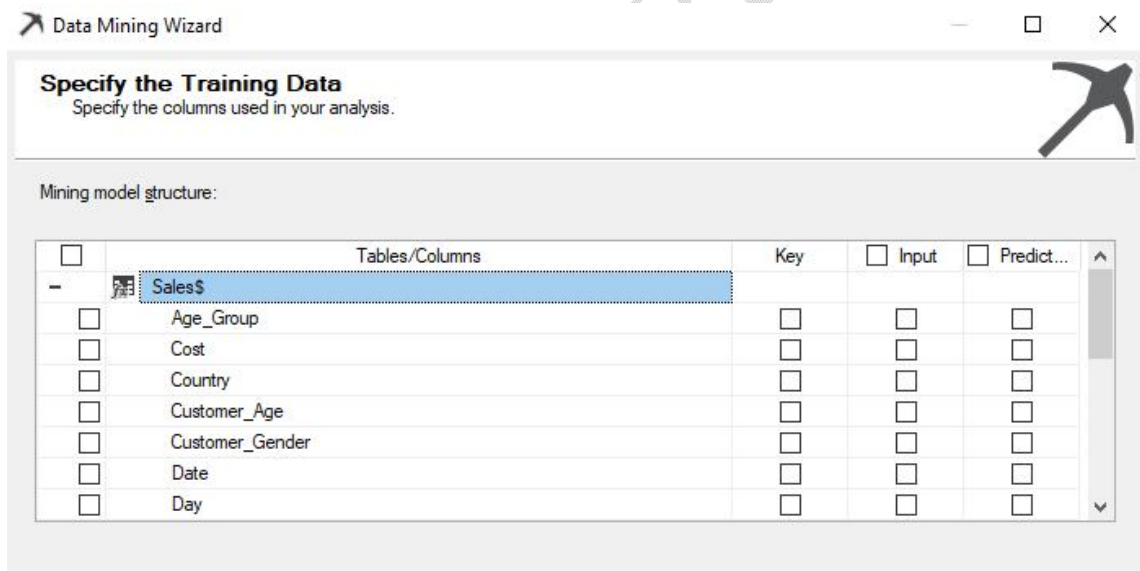 Data Mining Wizard
Specify the Training Data
Specify the columns used in your analysis.
Mining model structure:
Tables/Columns Key Input Predict...
Sales$
Age_Group
Cost
Country
Customer_Age
Customer_Gender
Date
Day